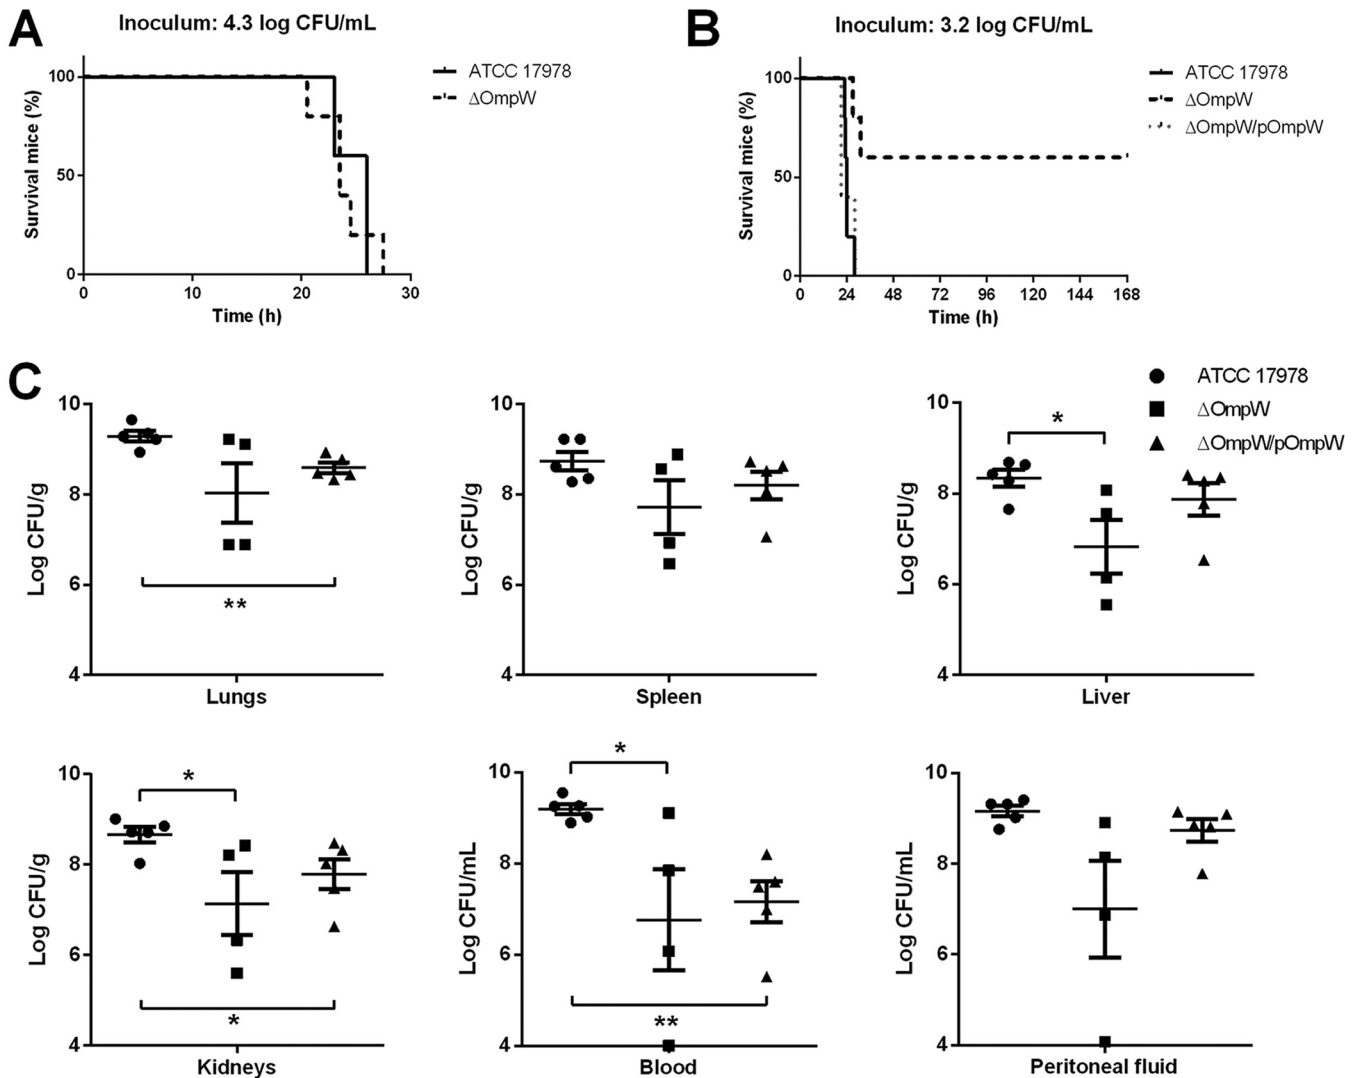 A
Inoculum: 4.3 log CFU/mL
Survival mice (%)
100
50
0
0 10 20 30
Time (h)
ATCC 17978
ΔOmpW
B
Inoculum: 3.2 log CFU/mL
Survival mice (%)
100
50
0
0 24 48 72 96 120 144 168
Time (h)
ATCC 17978
ΔOmpW
ΔOmpW/pOmpW
C
ATCC 17978
ΔOmpW
ΔOmpW/pOmpW
Log CFU/g
10
8
6
4
**
Lungs
Log CFU/g
10
8
6
4
Spleen
Log CFU/g
10
8
6
4
*
Liver
Log CFU/g
10
8
6
4
*
*
Kidneys
Log CFU/mL
10
8
6
4
*
**
Blood
Log CFU/mL
10
8
6
4
Peritoneal fluid